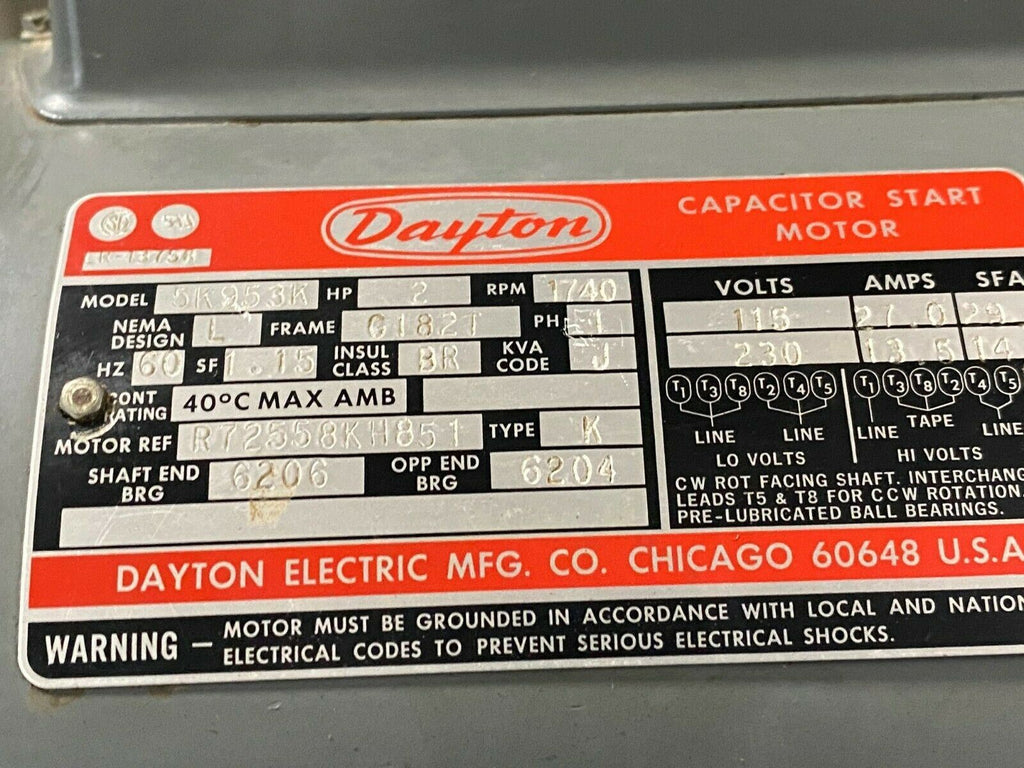 Dayton
CAPACITOR START
MOTOR
MODEL 5K953K HP 2 RPM 1740
NEMA DESIGN L FRAME G182T PH 1
HZ 60 SF 1.15 INSUL CLASS BR KVA CODE J
CONT RATING 40°C MAX AMB
MOTOR REF R72558KH851 TYPE K
SHAFT END BRG 6206 OPP END BRG 6204
VOLTS AMPS SFA
115 27.0 29
230 13.5 14
T1 T3 T8 T2 T4 T5 T1 T3 T8 T2 T4 T5
LINE LINE LINE TAPE LINE
LO VOLTS HI VOLTS
CW ROT FACING SHAFT. INTERCHANG
LEADS T5 & T8 FOR CCW ROTATION
PRE-LUBRICATED BALL BEARINGS.
DAYTON ELECTRIC MFG. CO. CHICAGO 60648 U.S.A
WARNING – MOTOR MUST BE GROUNDED IN ACCORDANCE WITH LOCAL AND NATION
ELECTRICAL CODES TO PREVENT SERIOUS ELECTRICAL SHOCKS.